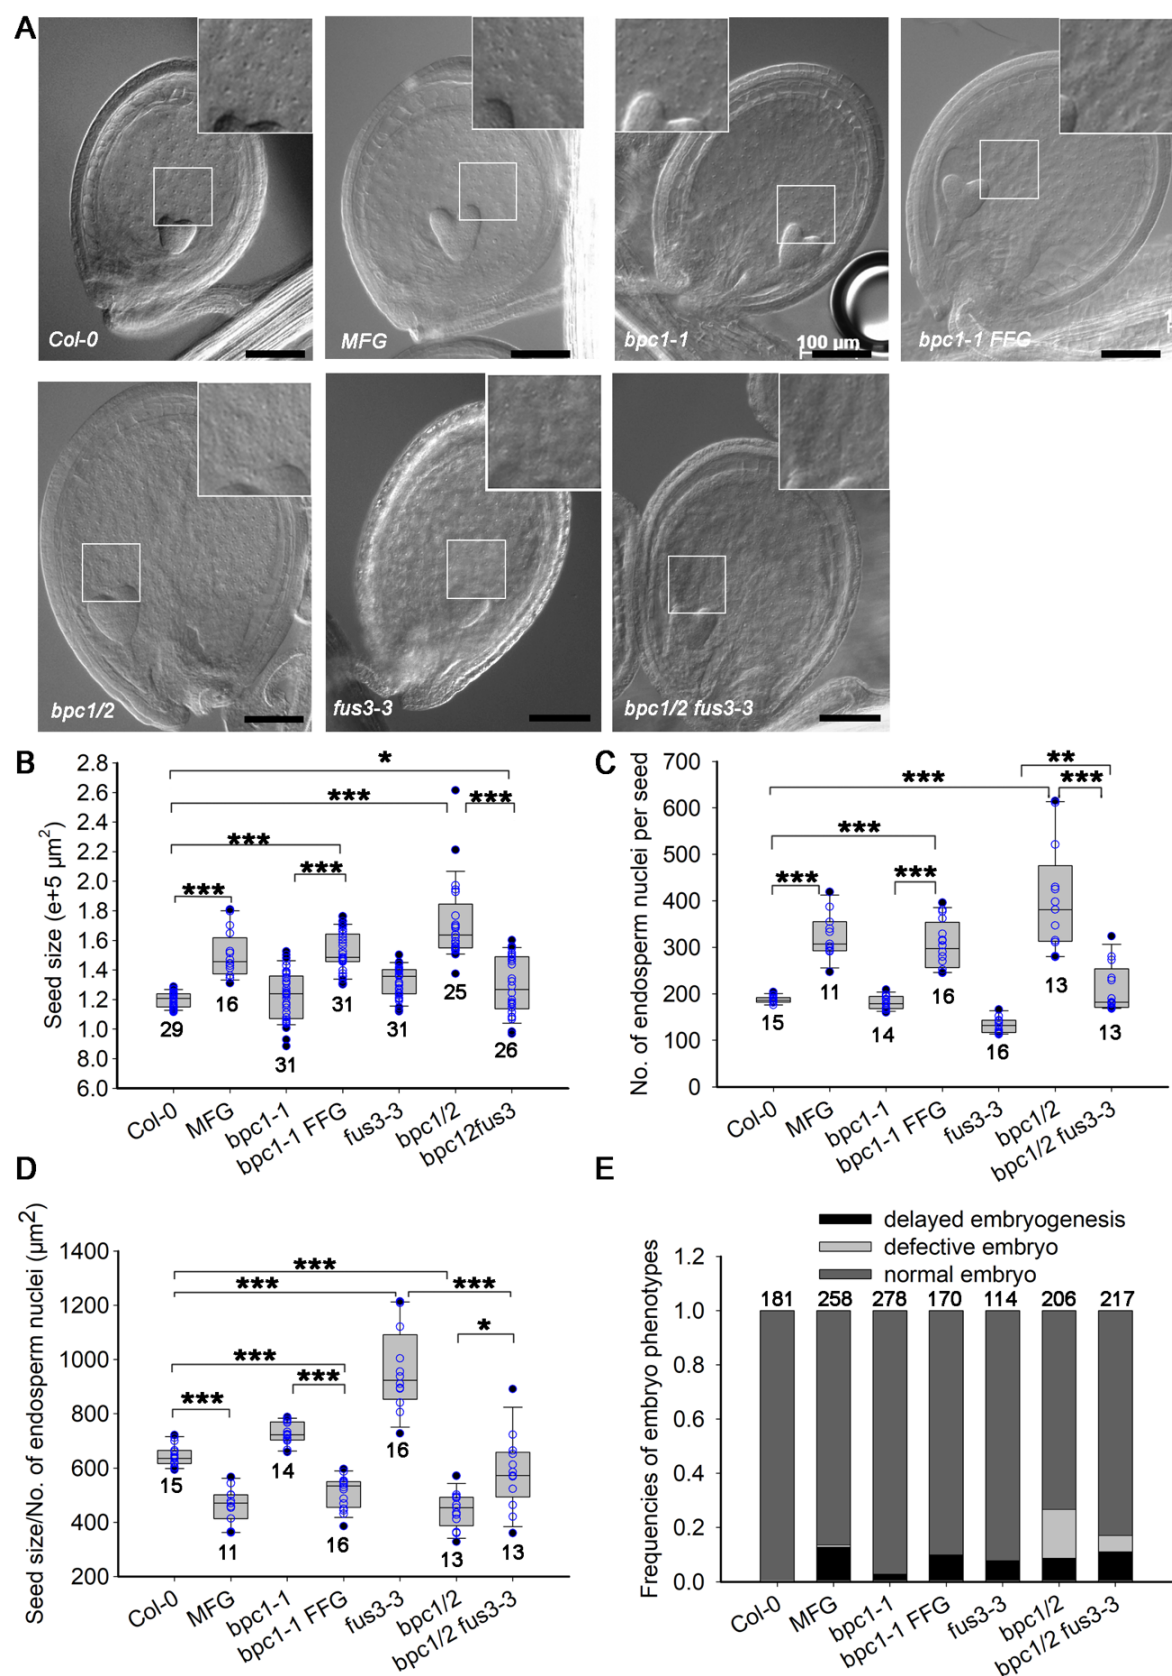 A
Col-0
MFG
bpc1-1
100 µm
bpc1-1 FFG
bpc1/2
fus3-3
bpc1/2 fus3-3
B
Seed size (e+5 µm²)
2.8
2.6
2.4
2.2
2.0
1.8
1.6
1.4
1.2
1.0
8.0
6.0
*
***
***
***
***
***
29
16
31
31
31
25
26
Col-0
MFG
bpc1-1
bpc1-1 FFG
fus3-3
bpc1/2
bpc12fus3
C
No. of endosperm nuclei per seed
700
600
500
400
300
200
100
0
**
***
***
***
***
***
15
11
14
16
16
13
13
Col-0
MFG
bpc1-1
bpc1-1 FFG
fus3-3
bpc1/2
bpc1/2 fus3-3
D
Seed size/No. of endosperm nuclei (µm²)
1400
1200
1000
800
600
400
200
***
***
***
*
***
***
***
15
11
14
16
16
13
13
Col-0
MFG
bpc1-1
bpc1-1 FFG
fus3-3
bpc1/2
bpc1/2 fus3-3
E
delayed embryogenesis
defective embryo
normal embryo
Frequencies of embryo phenotypes
1.2
1.0
0.8
0.6
0.4
0.2
0.0
181 258 278 170 114 206 217
Col-0
MFG
bpc1-1
bpc1-1 FFG
fus3-3
bpc1/2
bpc1/2 fus3-3